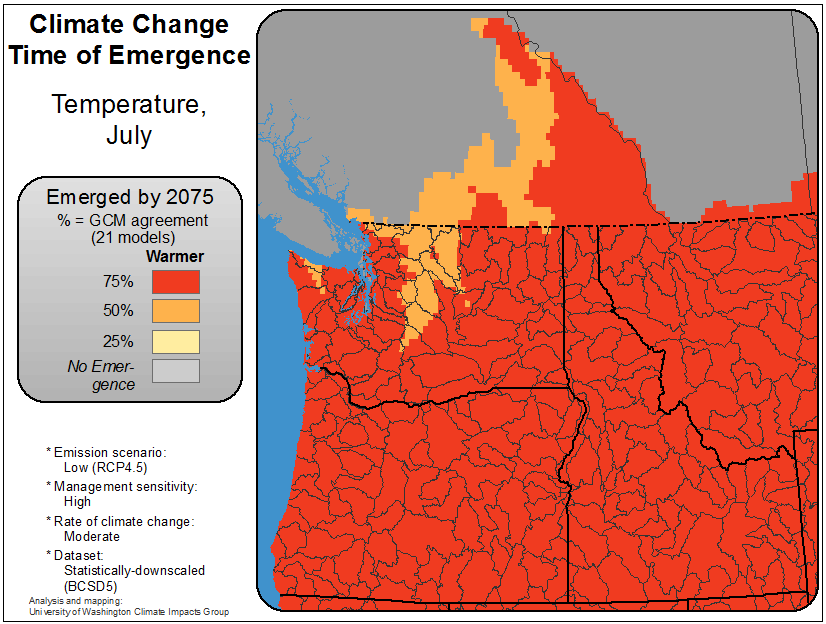 Climate Change
Time of Emergence
Temperature,
July
Emerged by 2075
% = GCM agreement
(21 models)
Warmer
75%
50%
25%
No Emer-
gence
* Emission scenario:
Low (RCP4.5)
* Management sensitivity:
High
* Rate of climate change:
Moderate
* Dataset:
Statistically-downscaled
(BCSD5)
Analysis and mapping:
University of Washington Climate Impacts Group